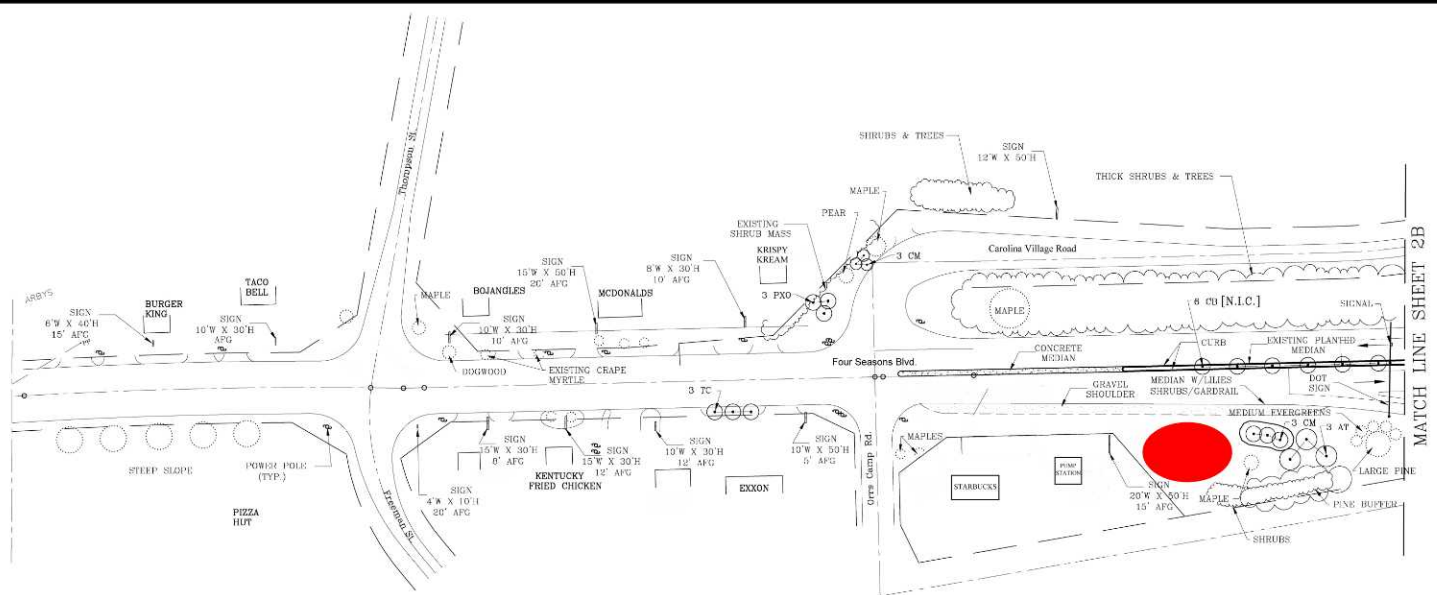 SHRUBS & TREES
SIGN
12'W X 50'H
THICK SHRUBS & TREES
MAPLE
PEAR
EXISTING
SHRUB MASS
KRISPY
KREAM
3 CM
3 PXO
Carolina Village Road
6 CB [N.I.C.]
SIGNAL
MAPLE
Thompson St.
TACO
BELL
ARBYS
BURGER
KING
SIGN
6'W X 40'H
15' AFG
SIGN
10'W X 30'H
AFG
MAPLE
BOJANGLES
SIGN
10'W X 30'H
10' AFG
SIGN
15'W X 50'H
20' AFG
MCDONALDS
SIGN
8'W X 30'H
10' AFG
DOGWOOD
EXISTING CRAPE
MYRTLE
Four Seasons Blvd.
CONCRETE
MEDIAN
CURB
EXISTING PLANTED
MEDIAN
GRAVEL
SHOULDER
MEDIAN W/LILIES
SHRUBS/GARDRAIL
DOT
SIGN
MATCH LINE SHEET 2B
3 TC
MEDIUM EVERGREENS
3 CM
3 AT
STEEP SLOPE
POWER POLE
(TYP.)
PIZZA
HUT
Freeman St.
SIGN
4'W X 10'H
20' AFG
SIGN
15'W X 30'H
8' AFG
KENTUCKY
FRIED CHICKEN
SIGN
15'W X 30'H
12' AFG
SIGN
10'W X 30'H
12' AFG
EXXON
SIGN
10'W X 50'H
5' AFG
Orrs Camp Rd.
MAPLES
STARBUCKS
PUMP
STATION
SIGN
20'W X 50'H
15' AFG
MAPLE
SHRUBS
PINE BUFFER
LARGE PINE